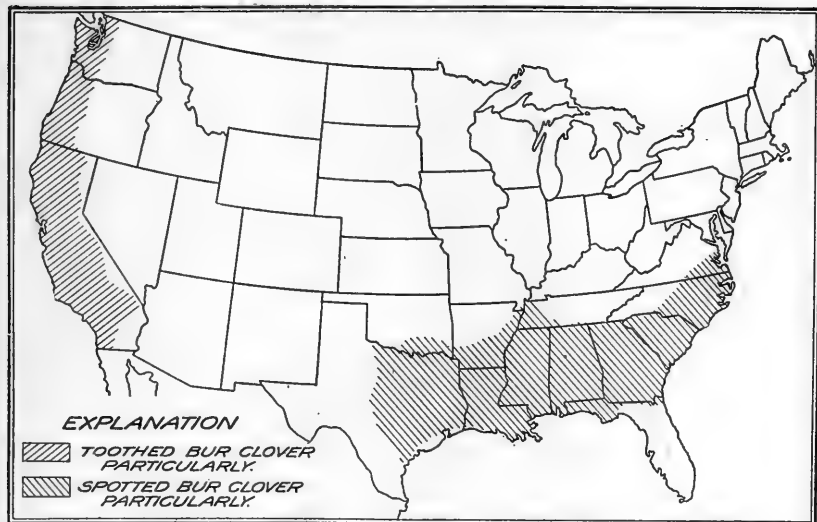 EXPLANATION
TOOTHED BUR CLOVER
PARTICULARLY.
SPOTTED BUR CLOVER
PARTICULARLY.